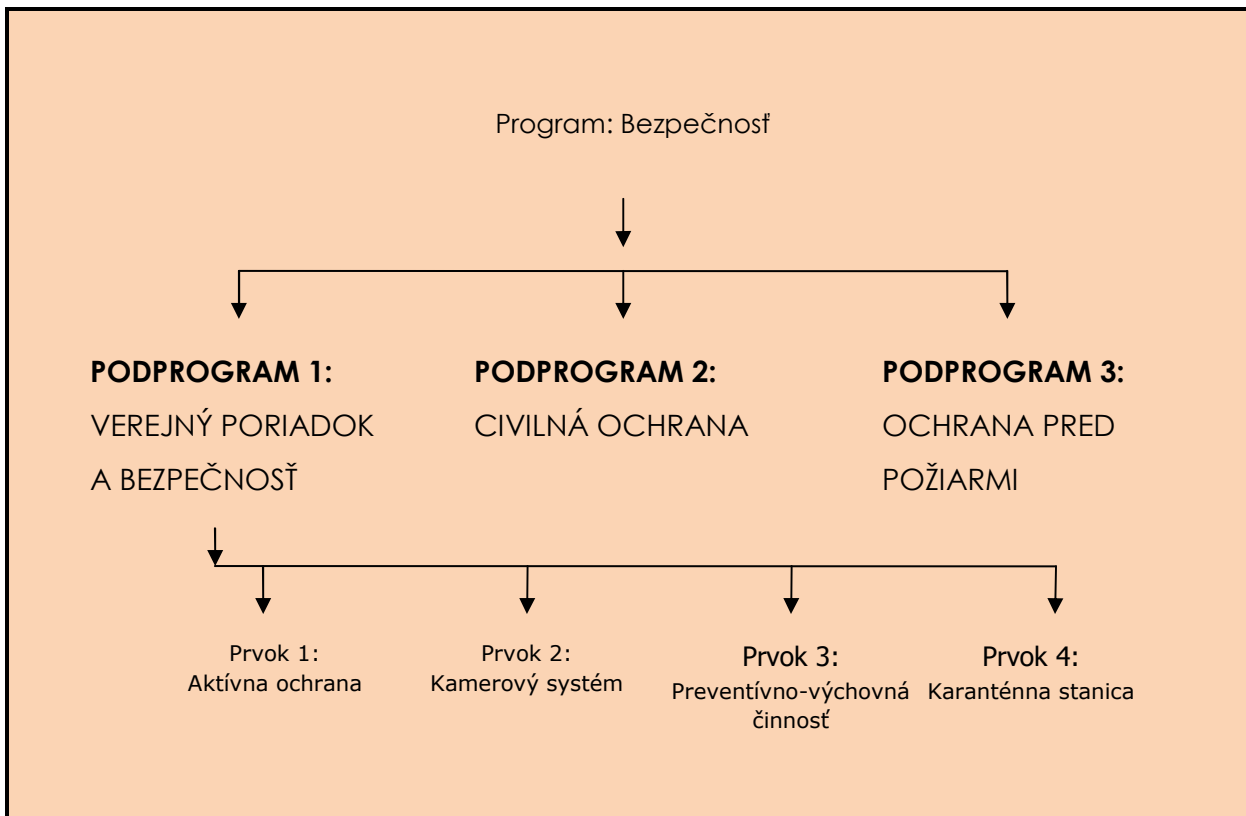 Program: Bezpečnosť
PODPROGRAM 1:
VEREJNÝ PORIADOK
A BEZPEČNOSŤ
PODPROGRAM 2:
CIVILNÁ OCHRANA
PODPROGRAM 3:
OCHRANA PRED
POŽIARMI
Prvok 1:
Aktívna ochrana
Prvok 2:
Kamerový systém
Prvok 3:
Preventívno-výchovná
činnosť
Prvok 4:
Karanténna stanica